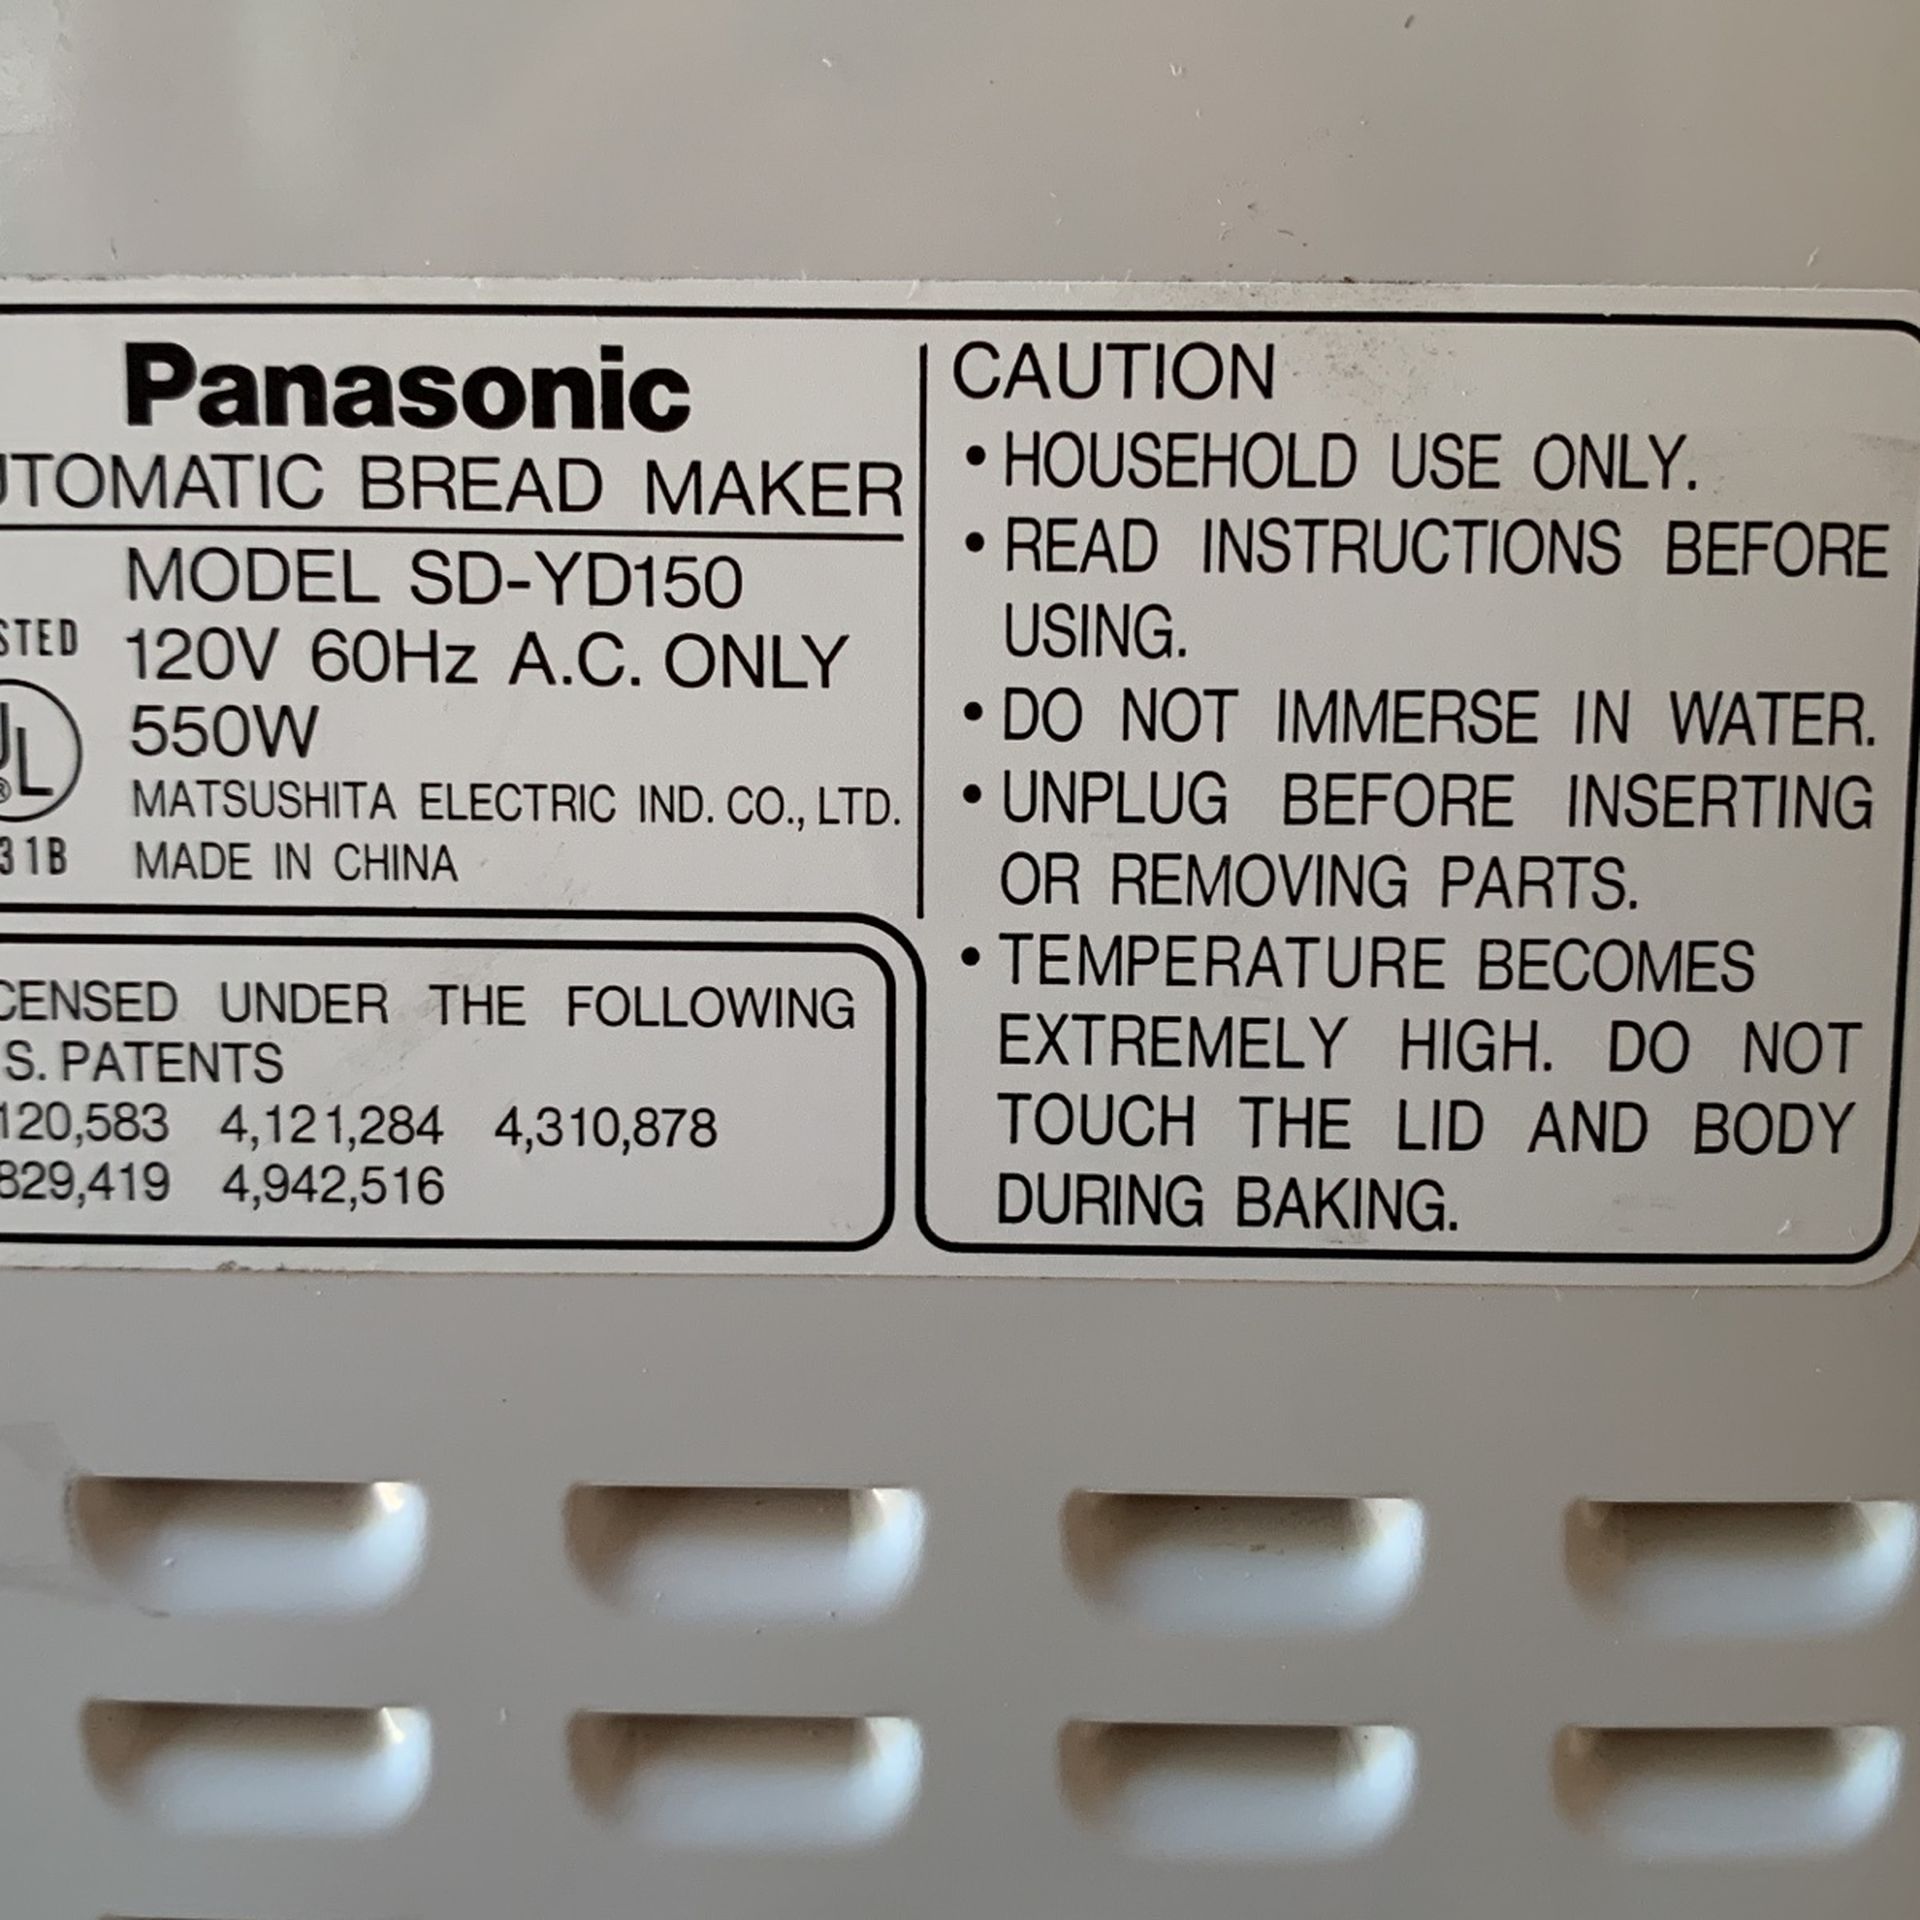 Panasonic
UTOMATIC BREAD MAKER
MODEL SD-YD150
STED
120V 60Hz A.C. ONLY
UL
®
550W
MATSUSHITA ELECTRIC IND. CO., LTD.
31B
MADE IN CHINA
CENSED UNDER THE FOLLOWING
S. PATENTS
120,583 4,121,284 4,310,878
829,419 4,942,516
CAUTION
• HOUSEHOLD USE ONLY.
• READ INSTRUCTIONS BEFORE
USING.
• DO NOT IMMERSE IN WATER.
• UNPLUG BEFORE INSERTING
OR REMOVING PARTS.
• TEMPERATURE BECOMES
EXTREMELY HIGH. DO NOT
TOUCH THE LID AND BODY
DURING BAKING.